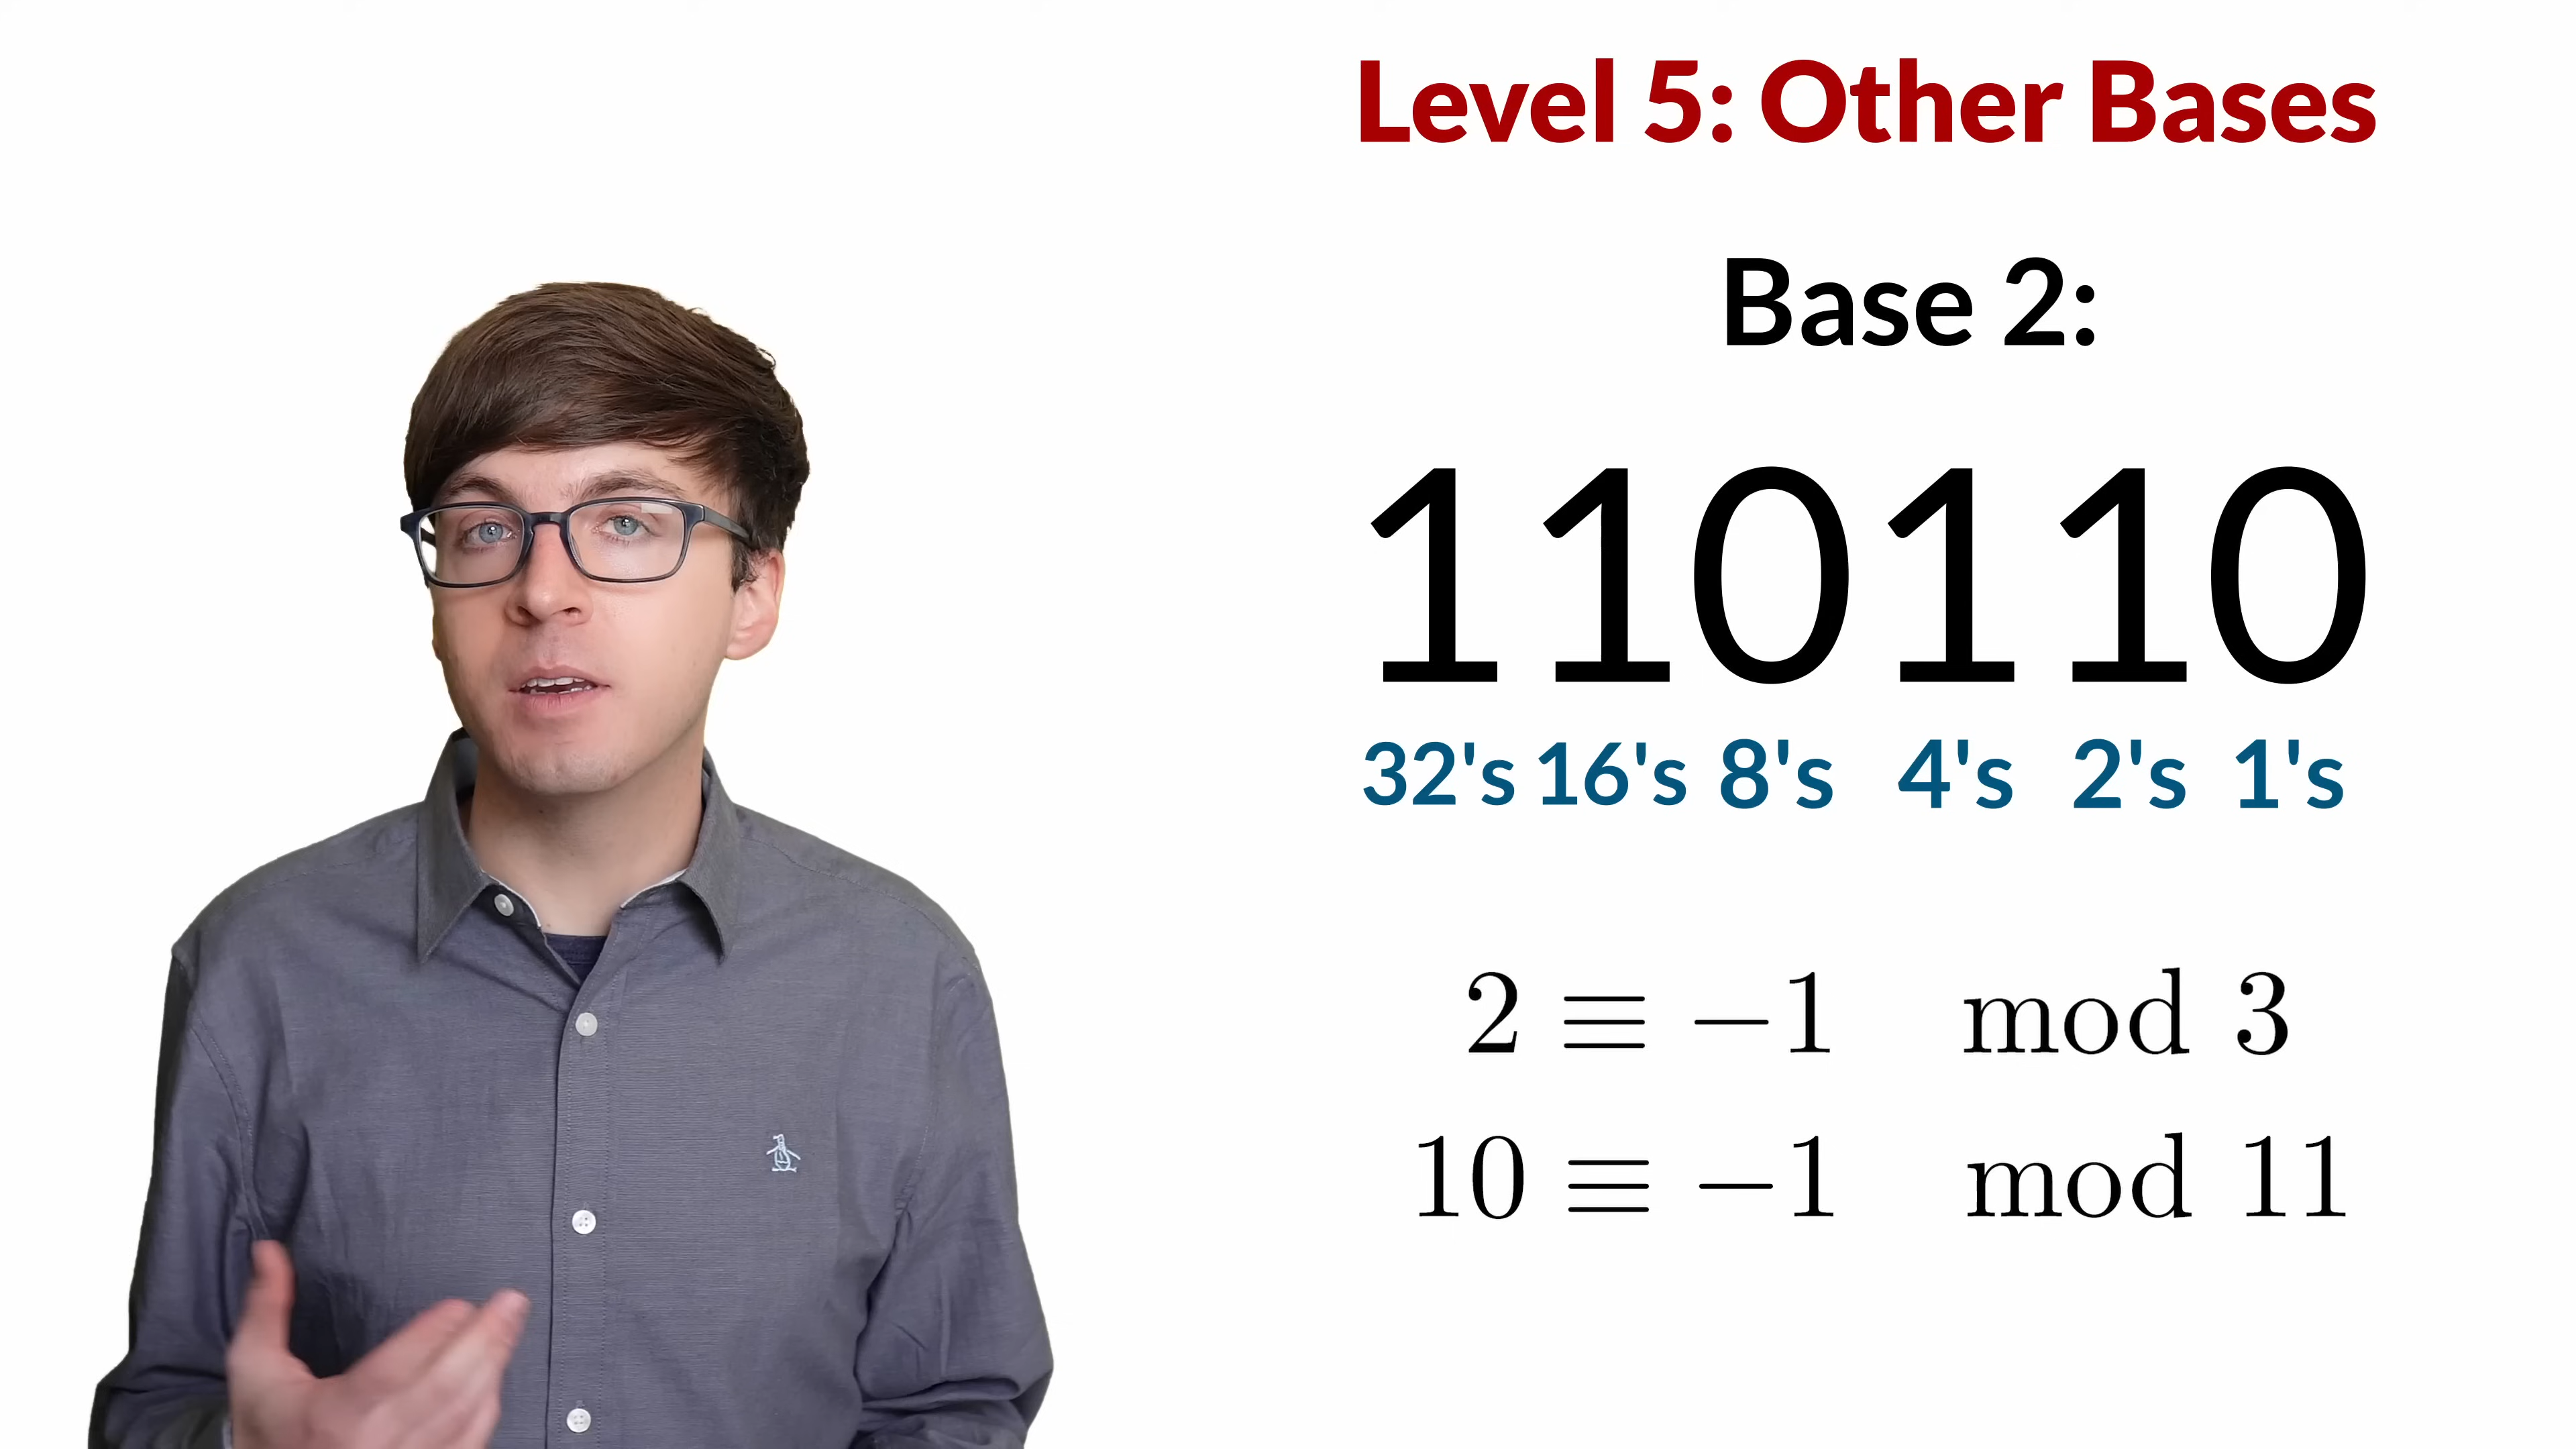 Level 5: Other Bases
Base 2:
110110
32's 16's 8's 4's 2's 1's
2 ≡ −1 mod 3
10 ≡ −1 mod 11